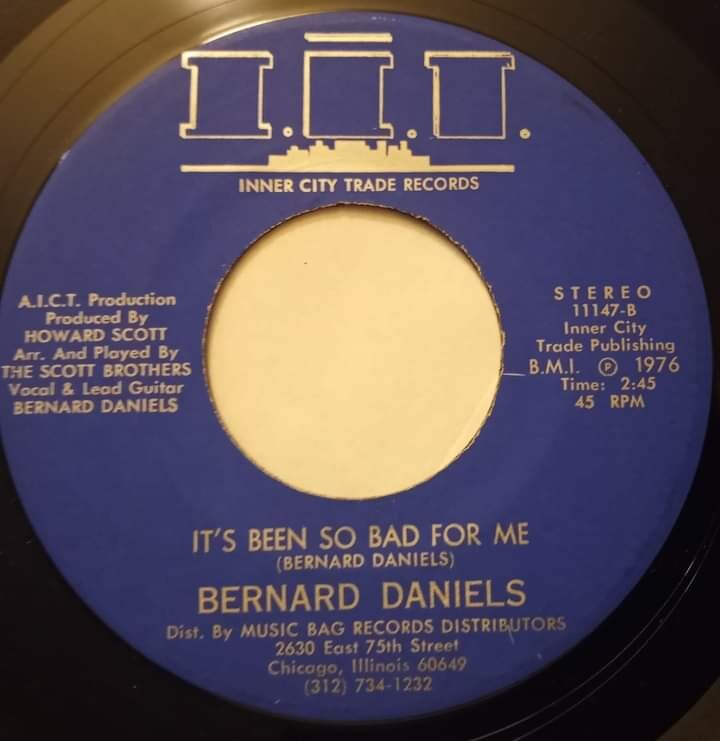 I.C.T.
INNER CITY TRADE RECORDS
A.I.C.T. Production
Produced By
HOWARD SCOTT
Arr. And Played By
THE SCOTT BROTHERS
Vocal & Lead Guitar
BERNARD DANIELS
STEREO
11147-B
Inner City
Trade Publishing
B.M.I. ℗ 1976
Time: 2:45
45 RPM
IT'S BEEN SO BAD FOR ME
(BERNARD DANIELS)
BERNARD DANIELS
Dist. By MUSIC BAG RECORDS DISTRIBUTORS
2630 East 75th Street
Chicago, Illinois 60649
(312) 734-1232